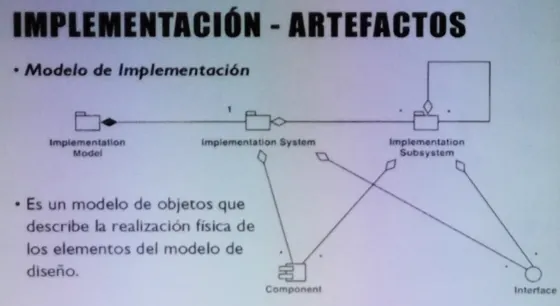 IMPLEMENTACIÓN - ARTEFACTOS
• Modelo de Implementación
1
*
*
Implementation
Model
Implementation System
Implementation
Subsystem
• Es un modelo de objetos que
describe la realización física de
los elementos del modelo de
diseño.
*
*
*
*
Component
Interface